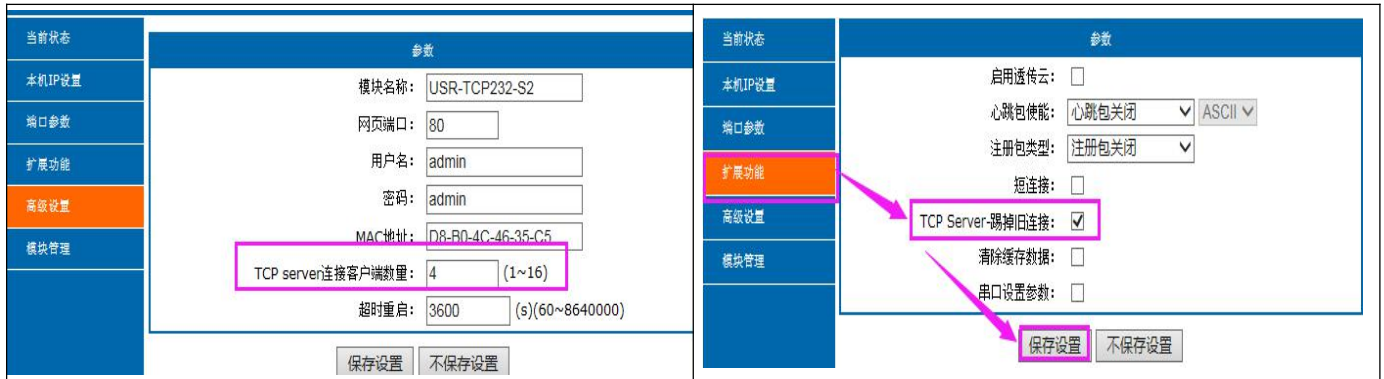 当前状态
本机IP设置
端口参数
扩展功能
高级设置
模块管理
参数
模块名称： USR-TCP232-S2
网页端口： 80
用户名： admin
密码： admin
MAC地址： D8-B0-4C-46-35-C5
TCP server连接客户端数量： 4 (1~16)
超时重启： 3600 (s)(60~8640000)
保存设置 不保存设置
当前状态
本机IP设置
端口参数
扩展功能
高级设置
模块管理
参数
启用透传云：
心跳包使能： 心跳包关闭 ASCII
注册包类型： 注册包关闭
短连接：
TCP Server-踢掉旧连接：
清除缓存数据：
串口设置参数：
保存设置 不保存设置